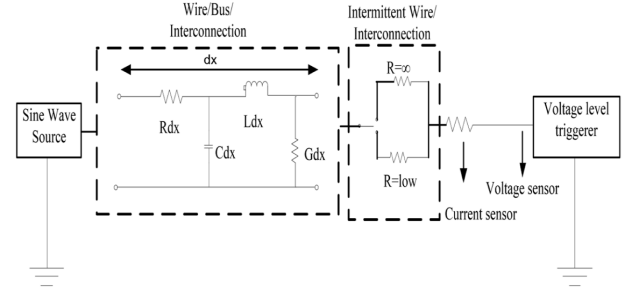 Wire/Bus/
Interconnection
Intermittent Wire/
Interconnection
dx
R=∞
Sine Wave
Source
Rdx
Ldx
Cdx
Gdx
R=low
Voltage level
triggerer
Voltage sensor
Current sensor